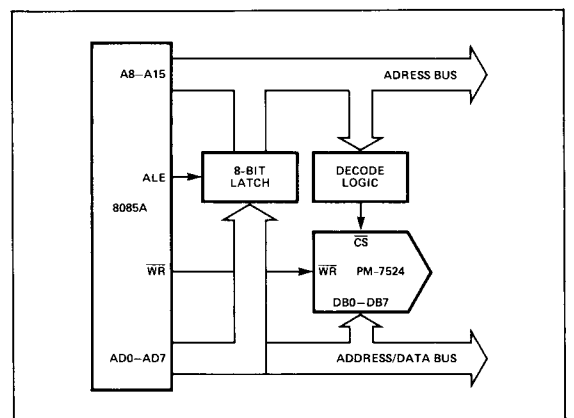 A8–A15
ADRESS BUS
ALE
8-BIT
LATCH
DECODE
LOGIC
8085A
CS
WR
WR
PM-7524
DB0–DB7
AD0–AD7
ADDRESS/DATA BUS